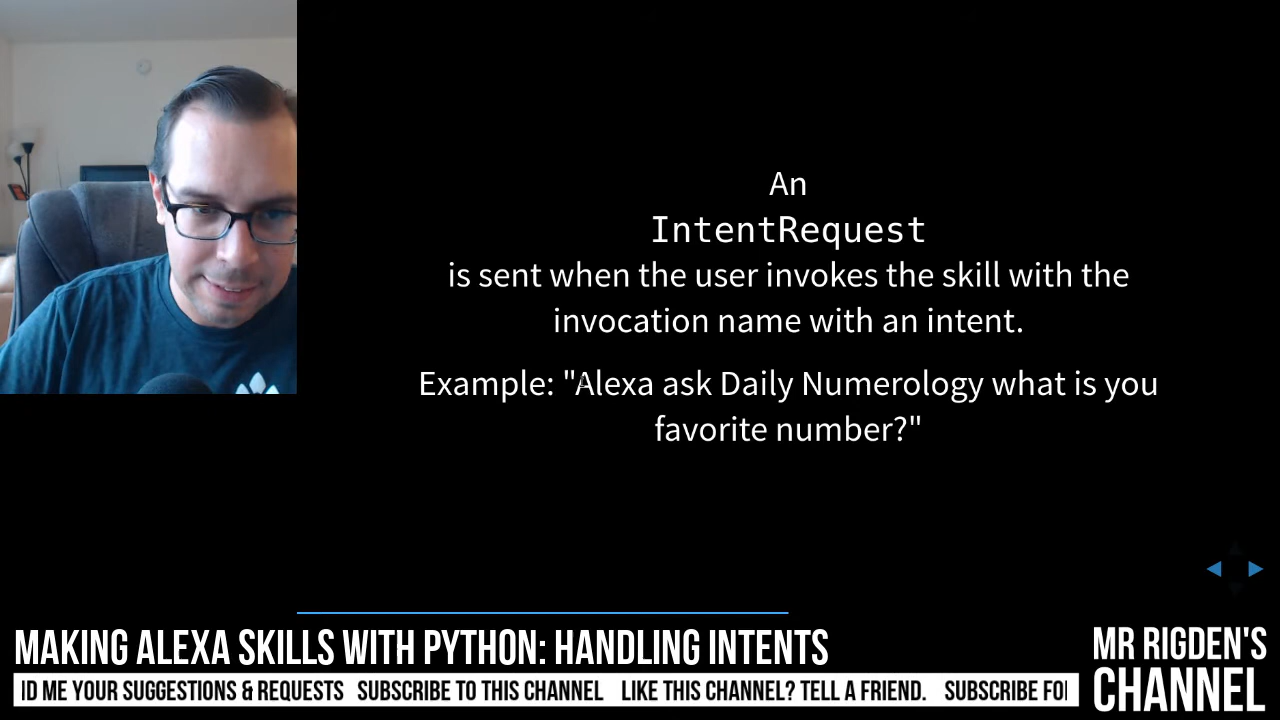 An
IntentRequest
is sent when the user invokes the skill with the
invocation name with an intent.
Example: "Alexa ask Daily Numerology what is you
favorite number?"
MAKING ALEXA SKILLS WITH PYTHON: HANDLING INTENTS
MR RIGDEN'S
CHANNEL
ME YOUR SUGGESTIONS & REQUESTS SUBSCRIBE TO THIS CHANNEL LIKE THIS CHANNEL? TELL A FRIEND. SUBSCRIBE